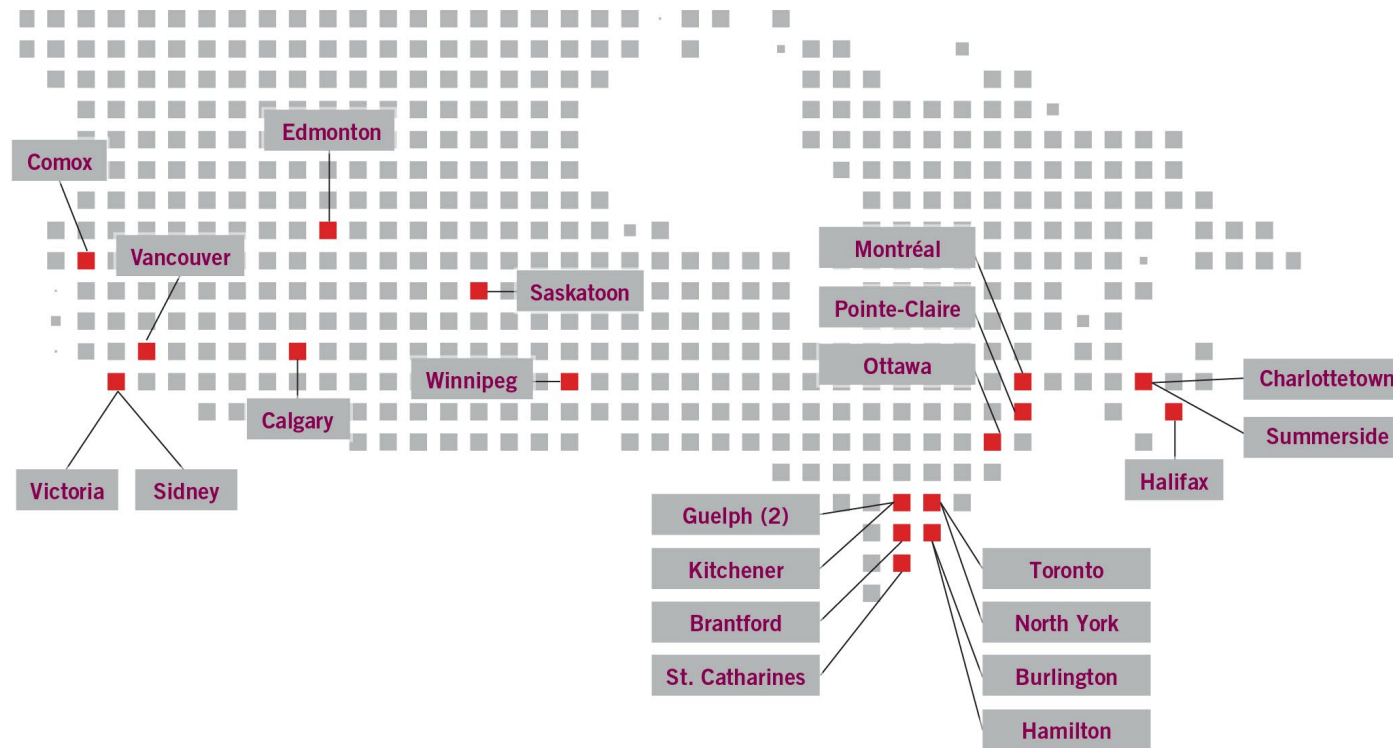 Edmonton
Comox
Vancouver
Montréal
Saskatoon
Pointe-Claire
Ottawa
Winnipeg
Charlottetown
Calgary
Summerside
Victoria
Sidney
Halifax
Guelph (2)
Kitchener
Toronto
Brantford
North York
St. Catharines
Burlington
Hamilton